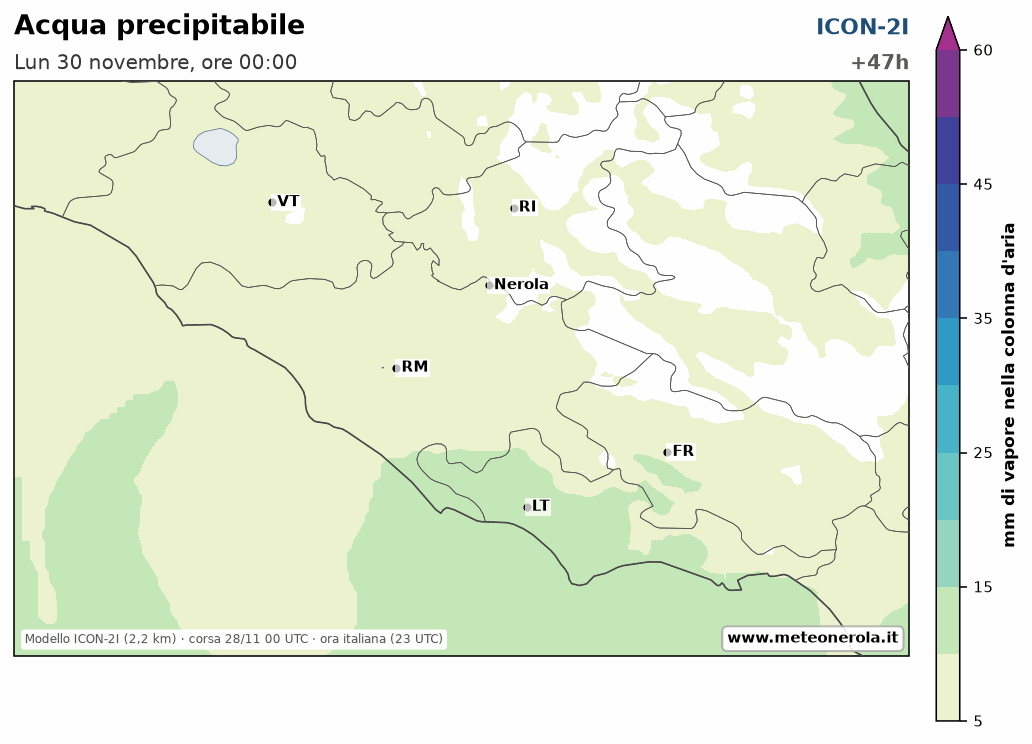 Acqua precipitabile
ICON-2I
Lun 30 novembre, ore 00:00
+47h
60
45
35
25
15
5
mm di vapore nella colonna d'aria
VT
RI
Nerola
RM
FR
LT
Modello ICON-2I (2,2 km) · corsa 28/11 00 UTC · ora italiana (23 UTC)
www.meteonerola.it